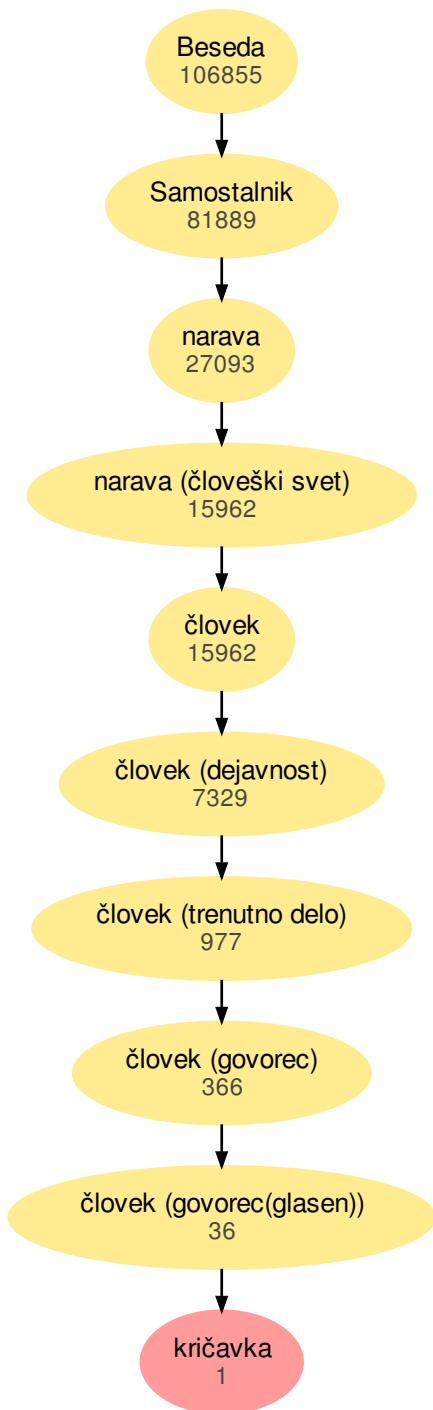 Beseda
106855
Samostalnik
81889
narava
27093
narava (človeški svet)
15962
človek
15962
človek (dejavnost)
7329
človek (trenutno delo)
977
človek (govorec)
366
človek (govorec(glasen))
36
kričavka
1